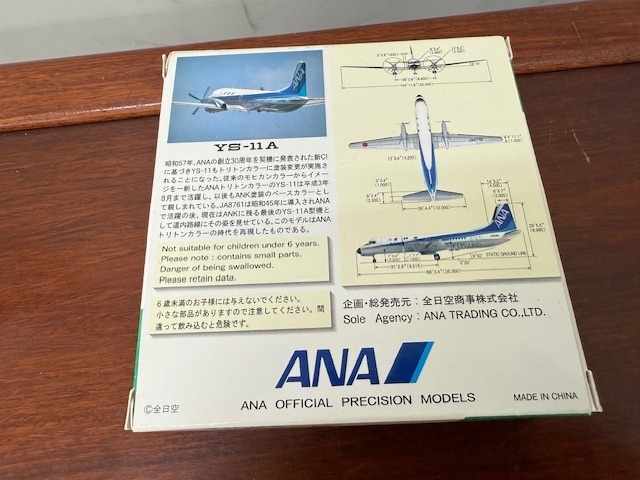 ANA
YS-11A
昭和57年、ANAの創立30周年を契機に発表された新CI
に基づきYS-11もトリトンカラーに塗装変更が実施さ
れることになった。従来のモヒカンカラーからイメー
ジを一新したANAトリトンカラーのYS-11は平成3年
8月まで活躍し、以後もANK塗装のベースカラーとし
て親しまれている。JA8761は昭和45年に導入されANA
で活躍の後、現在はANKに残る最後のYS-11A型機とし
て道内路線にその姿を見せている。このモデルはANA
トリトンカラーの時代を再現したものである。
Not suitable for children under 6 years.
Please note : contains small parts.
Danger of being swallowed.
Please retain data.
6歳未満のお子様には与えないでください。
小さな部品がありますので注意してください。間
違って飲み込むと危険です。
ANA
STATIC GROUND LINE
企画・総発売元：全日空商事株式会社
Sole Agency : ANA TRADING CO.,LTD.
ANA
©全日空
ANA OFFICIAL PRECISION MODELS
MADE IN CHINA